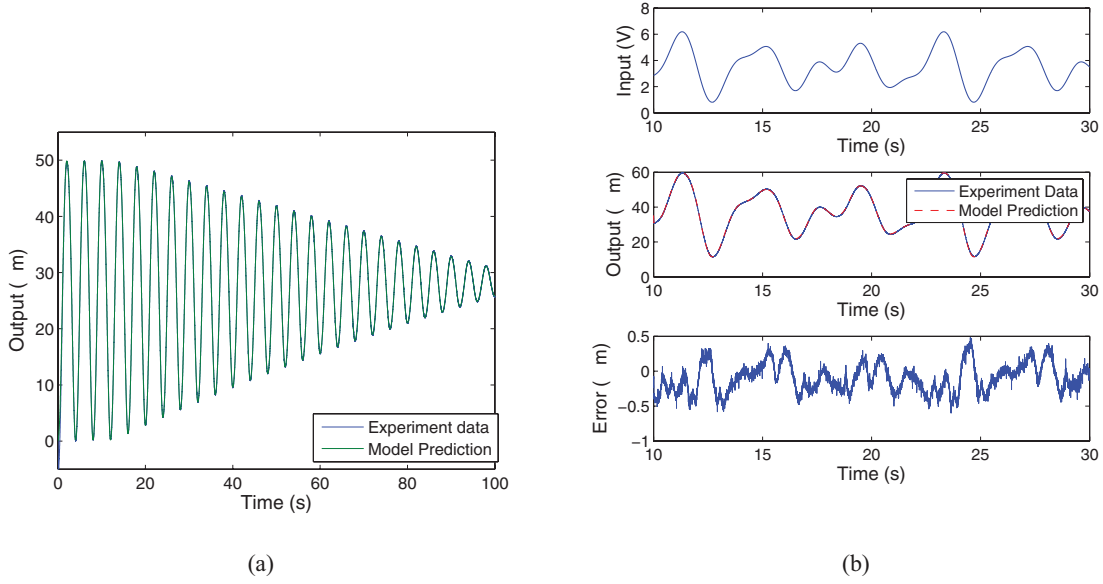 50
40
30
20
10
0
Output ( m)
0
20
40
60
80
100
Time (s)
Experiment data
Model Prediction
(a)
8
6
4
2
0
Input (V)
10
15
20
25
30
Time (s)
60
40
20
0
Output ( m)
Experiment Data
Model Prediction
10
15
20
25
30
Time (s)
0.5
0
−0.5
−1
Error ( m)
10
15
20
25
30
Time (s)
(b)